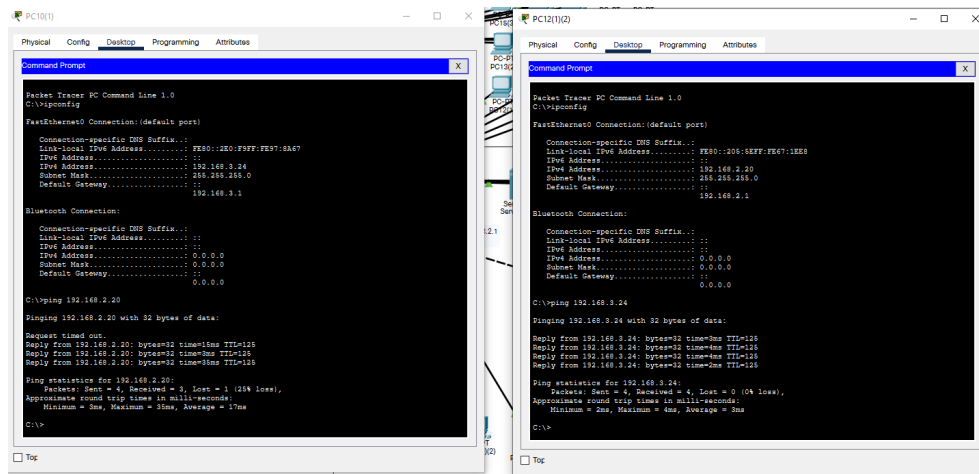 PC10(1)
Physical Config Desktop Programming Attributes
Command Prompt X
Packet Tracer PC Command Line 1.0
C:\>ipconfig
FastEthernet0 Connection:(default port)
Connection-specific DNS Suffix..:
Link-local IPv6 Address.........: FE80::2E0:F9FF:FE97:8A67
IPv6 Address....................: ::
IPv4 Address....................: 192.168.3.24
Subnet Mask.....................: 255.255.255.0
Default Gateway.................: ::
192.168.3.1
Bluetooth Connection:
Connection-specific DNS Suffix..:
Link-local IPv6 Address.........: ::
IPv6 Address....................: ::
IPv4 Address....................: 0.0.0.0
Subnet Mask.....................: 0.0.0.0
Default Gateway.................: ::
0.0.0.0
C:\>ping 192.168.2.20
Pinging 192.168.2.20 with 32 bytes of data:
Request timed out.
Reply from 192.168.2.20: bytes=32 time=15ms TTL=125
Reply from 192.168.2.20: bytes=32 time=3ms TTL=125
Reply from 192.168.2.20: bytes=32 time=35ms TTL=125
Ping statistics for 192.168.2.20:
Packets: Sent = 4, Received = 3, Lost = 1 (25% loss),
Approximate round trip times in milli-seconds:
Minimum = 3ms, Maximum = 35ms, Average = 17ms
C:\>
Top
PC12(1)(2)
Physical Config Desktop Programming Attributes
Command Prompt X
Packet Tracer PC Command Line 1.0
C:\>ipconfig
FastEthernet0 Connection:(default port)
Connection-specific DNS Suffix..:
Link-local IPv6 Address.........: FE80::205:5EFF:FE67:1EE8
IPv6 Address....................: ::
IPv4 Address....................: 192.168.2.20
Subnet Mask.....................: 255.255.255.0
Default Gateway.................: ::
192.168.2.1
Bluetooth Connection:
Connection-specific DNS Suffix..:
Link-local IPv6 Address.........: ::
IPv6 Address....................: ::
IPv4 Address....................: 0.0.0.0
Subnet Mask.....................: 0.0.0.0
Default Gateway.................: ::
0.0.0.0
C:\>ping 192.168.3.24
Pinging 192.168.3.24 with 32 bytes of data:
Reply from 192.168.3.24: bytes=32 time=3ms TTL=125
Reply from 192.168.3.24: bytes=32 time=4ms TTL=125
Reply from 192.168.3.24: bytes=32 time=4ms TTL=125
Reply from 192.168.3.24: bytes=32 time=2ms TTL=125
Ping statistics for 192.168.3.24:
Packets: Sent = 4, Received = 4, Lost = 0 (0% loss),
Approximate round trip times in milli-seconds:
Minimum = 2ms, Maximum = 4ms, Average = 3ms
C:\>
Top